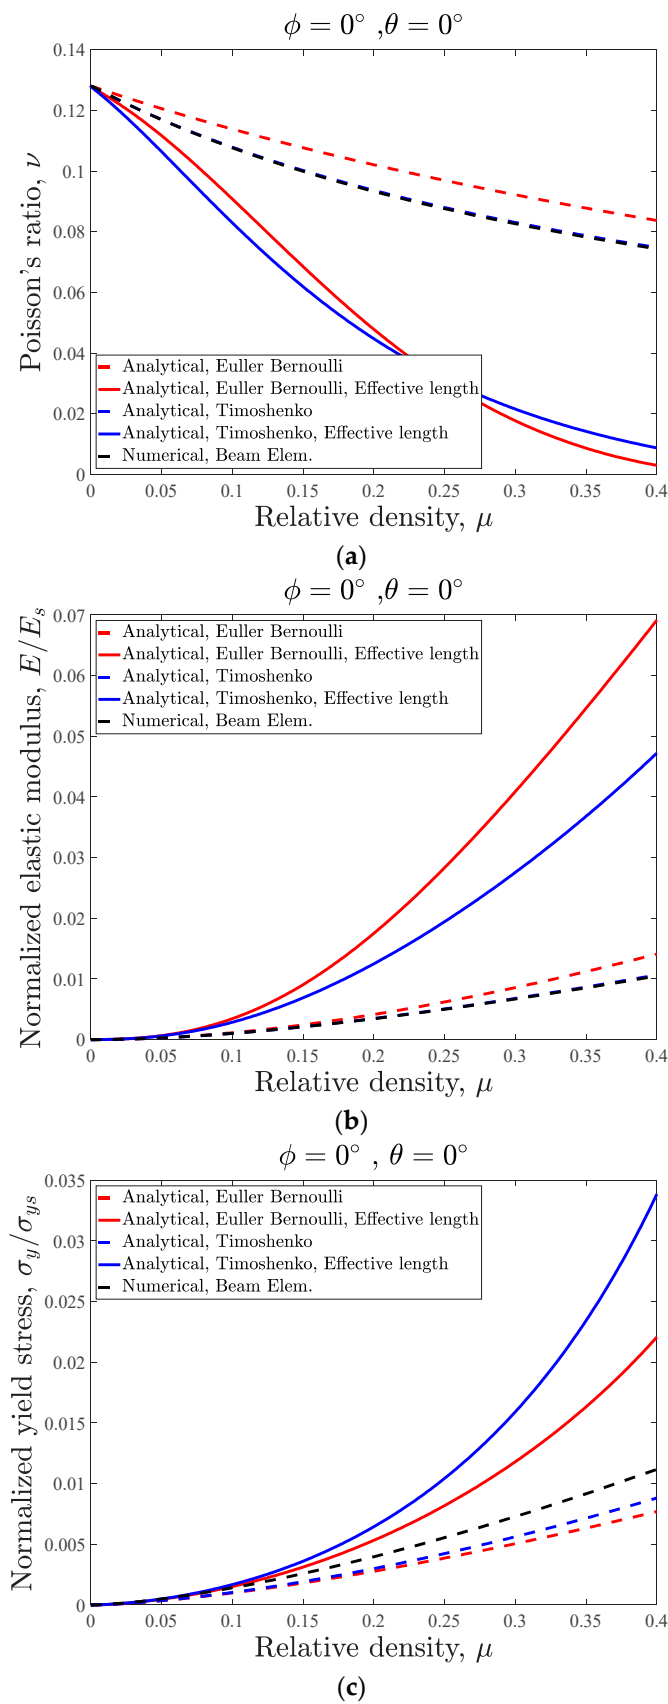 ϕ = 0° ,θ = 0°
0.14
0.12
0.1
0.08
0.06
0.04
0.02
0
Poisson's ratio, ν
Analytical, Euller Bernoulli
Analytical, Euller Bernoulli, Effective length
Analytical, Timoshenko
Analytical, Timoshenko, Effective length
Numerical, Beam Elem.
0 0.05 0.1 0.15 0.2 0.25 0.3 0.35 0.4
Relative density, μ
(a)
ϕ = 0° ,θ = 0°
0.07
0.06
0.05
0.04
0.03
0.02
0.01
0
Normalized elastic modulus, E/E_s
Analytical, Euller Bernoulli
Analytical, Euller Bernoulli, Effective length
Analytical, Timoshenko
Analytical, Timoshenko, Effective length
Numerical, Beam Elem.
0 0.05 0.1 0.15 0.2 0.25 0.3 0.35 0.4
Relative density, μ
(b)
ϕ = 0° , θ = 0°
0.035
0.03
0.025
0.02
0.015
0.01
0.005
0
Normalized yield stress, σ_y/σ_ys
Analytical, Euller Bernoulli
Analytical, Euller Bernoulli, Effective length
Analytical, Timoshenko
Analytical, Timoshenko, Effective length
Numerical, Beam Elem.
0 0.05 0.1 0.15 0.2 0.25 0.3 0.35 0.4
Relative density, μ
(c)